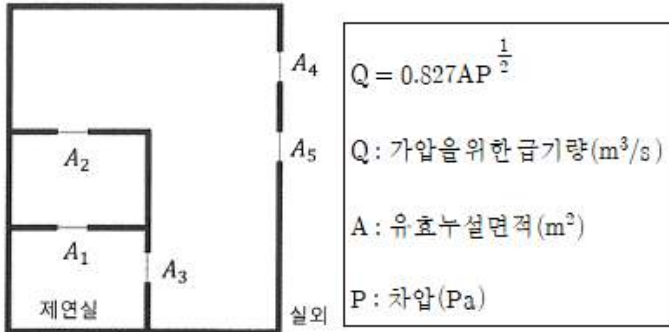 A₄
A₅
A₂
A₁
A₃
제연실
실외
Q = 0.827AP^{1/2}
Q : 가압을위한급기량(m³/s)
A : 유효누설면적(m²)
P : 차압(Pa)